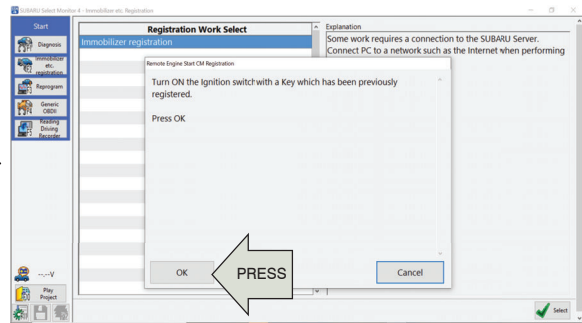 SUBARU Select Monitor 4 - Immobilizer etc. Registration
Start
Diagnosis
Immobilizer
etc.
registration
Reprogram
Generic
OBDII
Reading
Driving
Recorder
--.--V
Play
Project
Registration Work Select
Immobilizer registration
Explanation
Some work requires a connection to the SUBARU Server.
Connect PC to a network such as the Internet when performing
Remote Engine Start CM Registration
Turn ON the Ignition switch with a Key which has been previously
registered.
Press OK
OK
PRESS
Cancel
Select